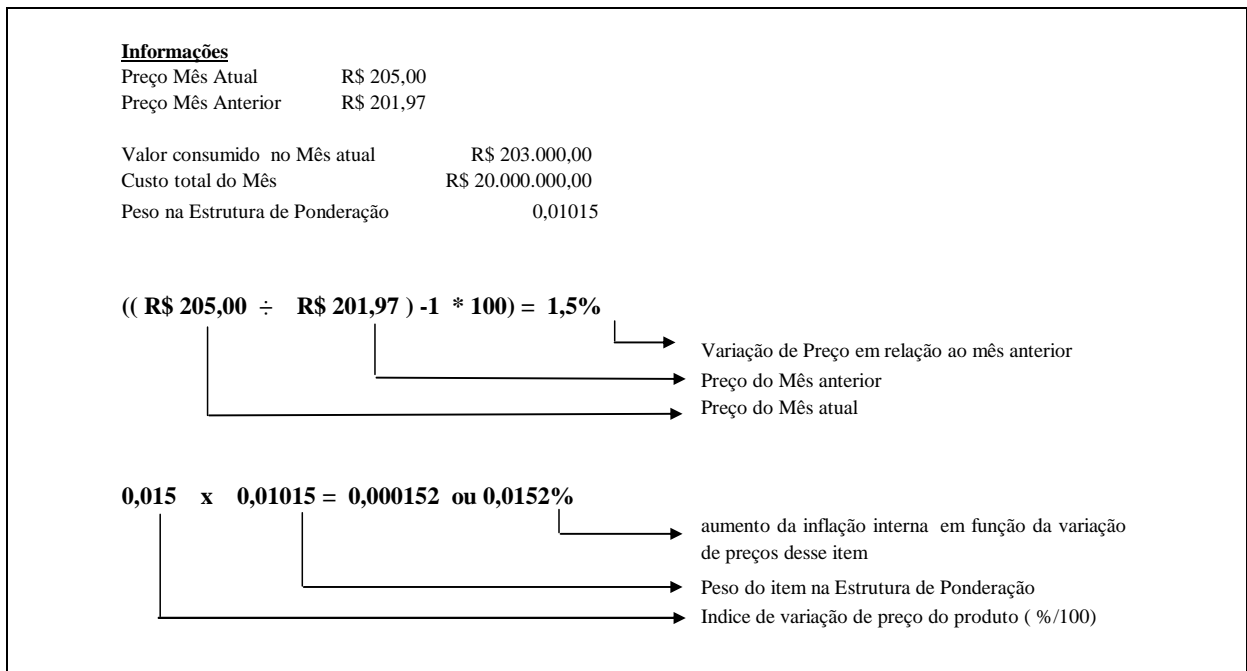 Informações
Preço Mês Atual R$ 205,00
Preço Mês Anterior R$ 201,97
Valor consumido no Mês atual R$ 203.000,00
Custo total do Mês R$ 20.000.000,00
Peso na Estrutura de Ponderação 0,01015
(( R$ 205,00 ÷ R$ 201,97 ) -1 * 100) = 1,5%
Variação de Preço em relação ao mês anterior
Preço do Mês anterior
Preço do Mês atual
0,015 x 0,01015 = 0,000152 ou 0,0152%
aumento da inflação interna em função da variação
de preços desse item
Peso do item na Estrutura de Ponderação
Indice de variação de preço do produto ( %/100)